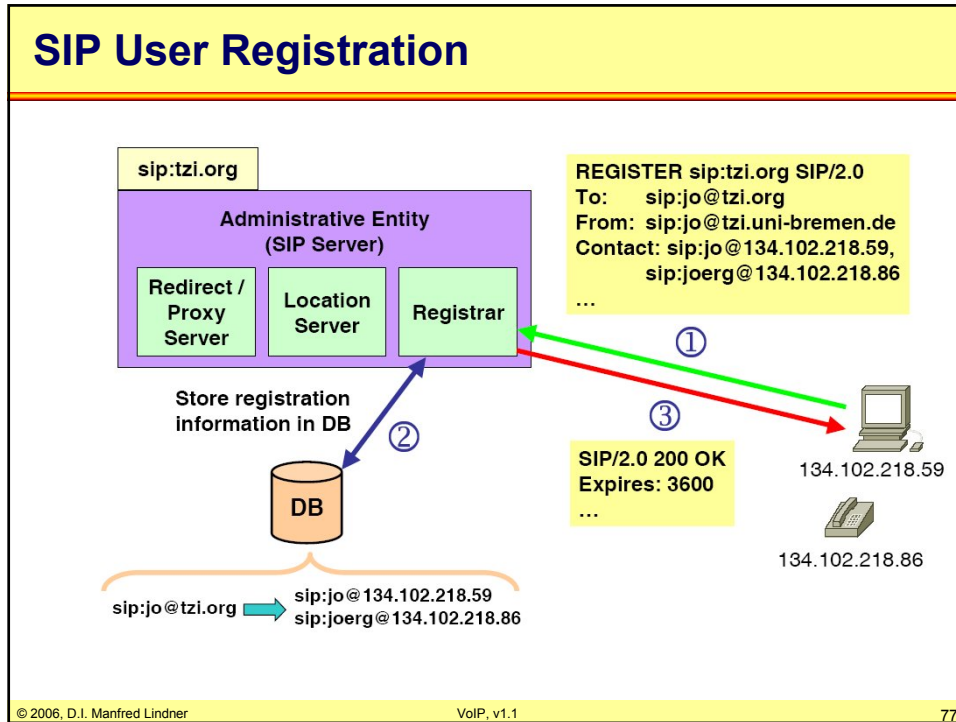 SIP User Registration
sip:tzi.org
Administrative Entity
(SIP Server)
Redirect /
Proxy
Server
Location
Server
Registrar
REGISTER sip:tzi.org SIP/2.0
To: sip:jo@tzi.org
From: sip:jo@tzi.uni-bremen.de
Contact: sip:jo@134.102.218.59,
sip:joerg@134.102.218.86
...
①
Store registration
information in DB
②
③
SIP/2.0 200 OK
Expires: 3600
...
134.102.218.59
134.102.218.86
DB
sip:jo@tzi.org
sip:jo@134.102.218.59
sip:joerg@134.102.218.86
© 2006, D.I. Manfred Lindner
VoIP, v1.1
77